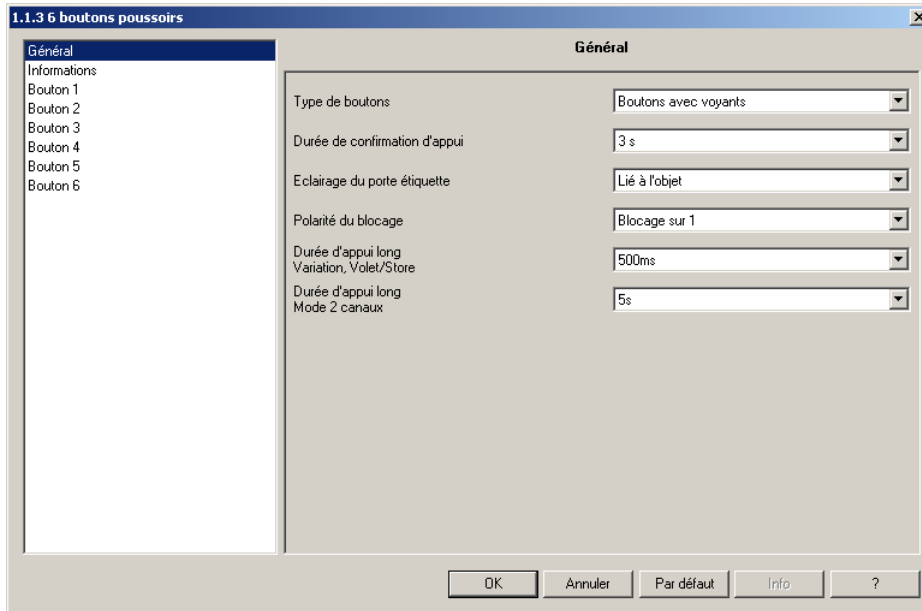 1.1.3 6 boutons poussoirs
Général
Informations
Bouton 1
Bouton 2
Bouton 3
Bouton 4
Bouton 5
Bouton 6
Général
Type de boutons
Boutons avec voyants
Durée de confirmation d'appui
3 s
Eclairage du porte étiquette
Lié à l'objet
Polarité du blocage
Blocage sur 1
Durée d'appui long
Variation, Volet/Store
500ms
Durée d'appui long
Mode 2 canaux
5s
OK
Annuler
Par défaut
Info
?